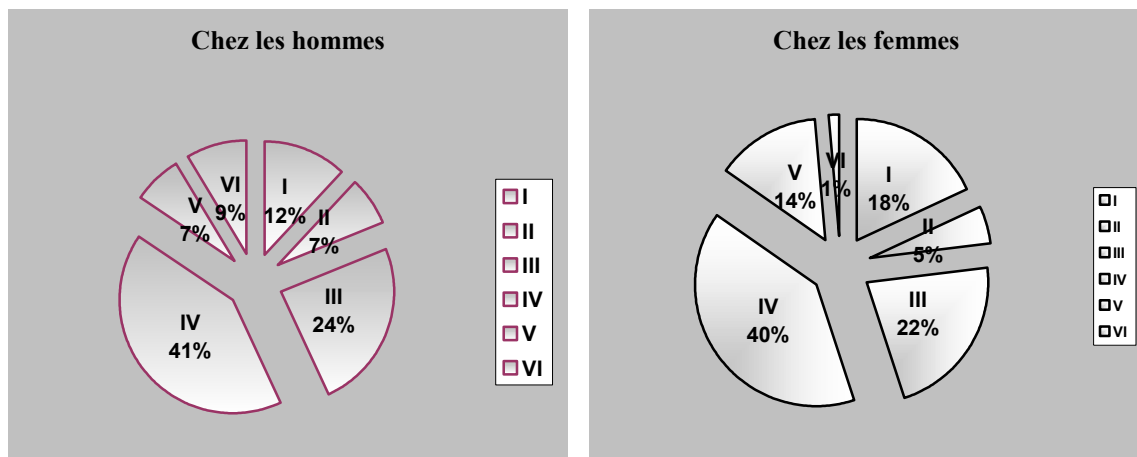 Chez les hommes
I
12%
II
7%
III
24%
IV
41%
V
7%
VI
9%
I
II
III
IV
V
VI
Chez les femmes
I
18%
II
5%
III
22%
IV
40%
V
14%
VI
1%
I
II
III
IV
V
VI